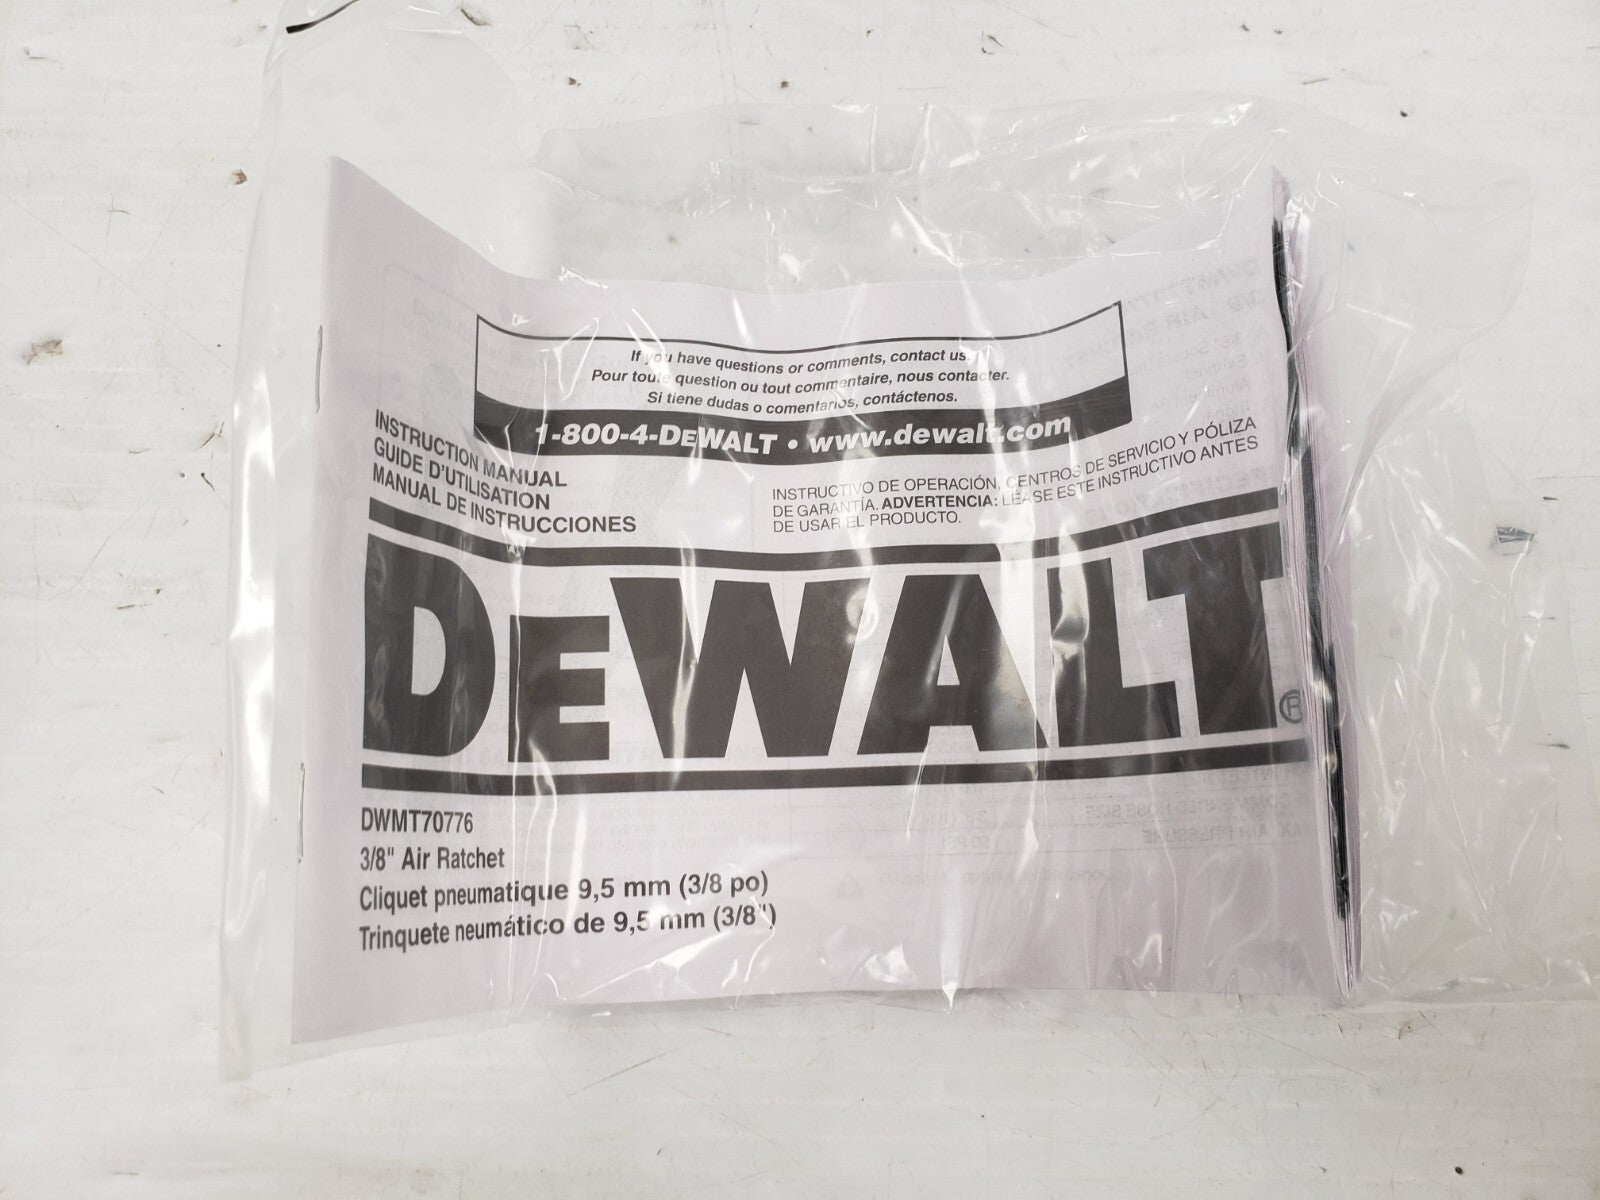 If you have questions or comments, contact us.
Pour toute question ou tout commentaire, nous contacter.
Si tiene dudas o comentarios, contáctenos.
1-800-4-DEWALT • www.dewalt.com
INSTRUCTION MANUAL
GUIDE D'UTILISATION
MANUAL DE INSTRUCCIONES
INSTRUCTIVO DE OPERACIÓN, CENTROS DE SERVICIO Y PÓLIZA
DE GARANTÍA. ADVERTENCIA: LÉASE ESTE INSTRUCTIVO ANTES
DE USAR EL PRODUCTO.
DEWALT®
DWMT70776
3/8" Air Ratchet
Cliquet pneumatique 9,5 mm (3/8 po)
Trinquete neumático de 9,5 mm (3/8")